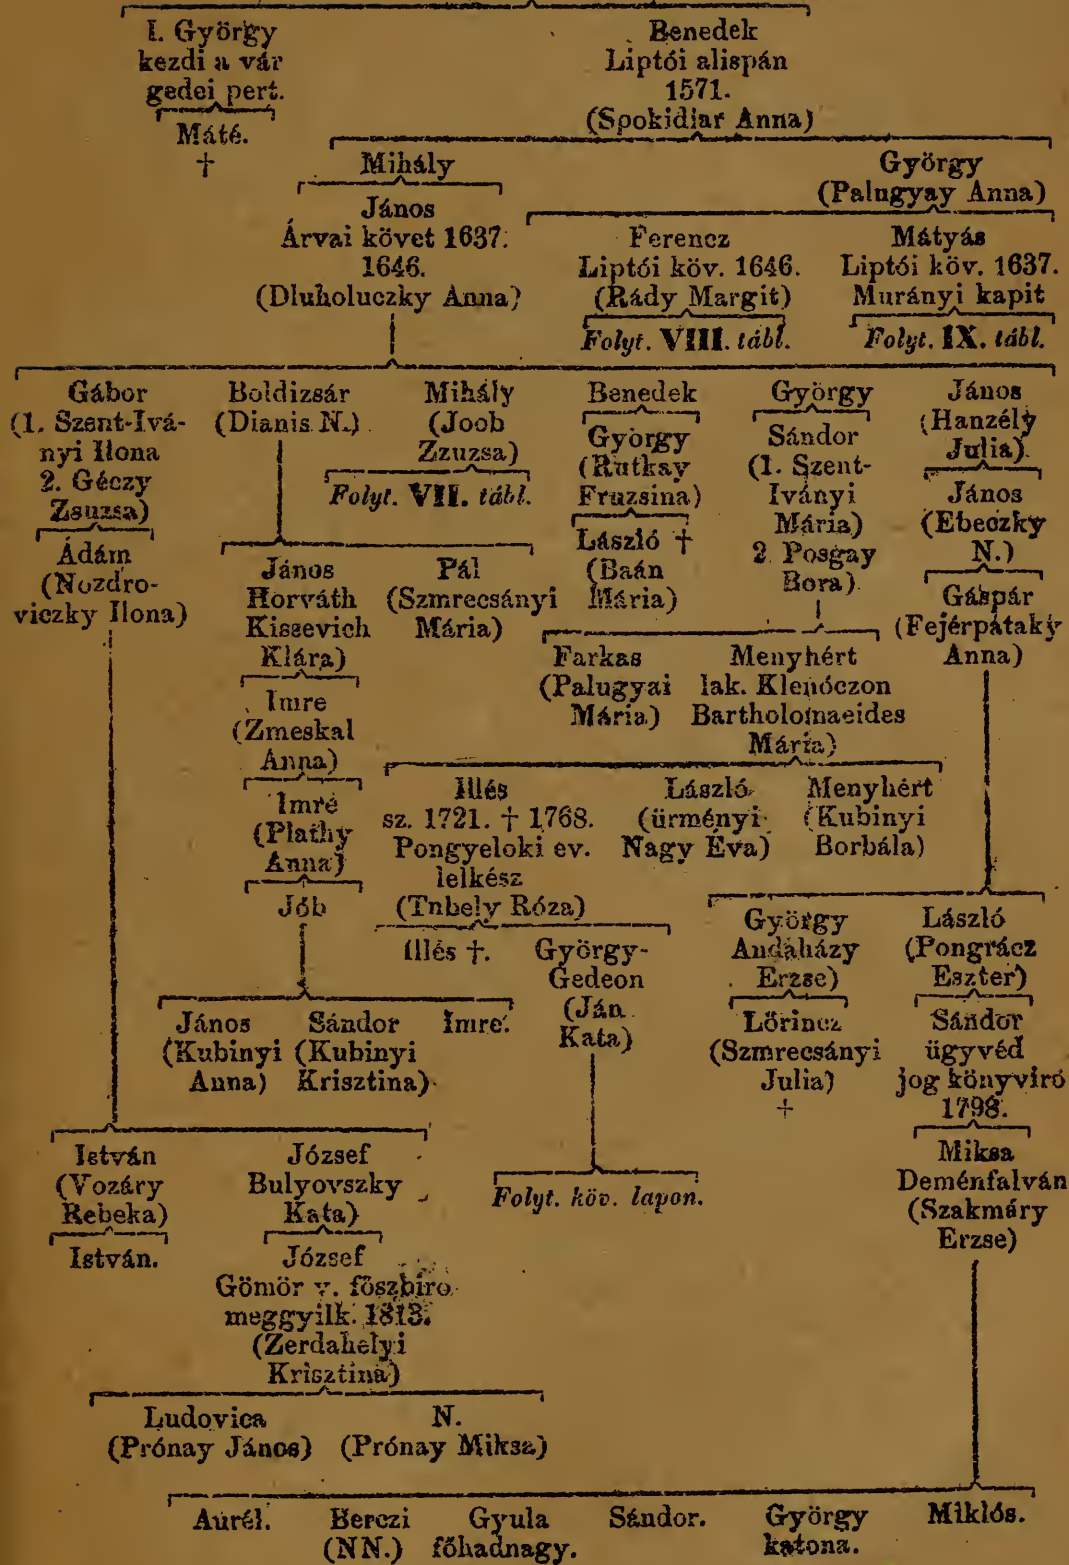 I. György
kezdi a vár
gedei pert.
Máté.
†
Benedek
Liptói alispán
1571.
(Spokidiar Anna)
Mihály
János
Árvai követ 1637.
1646.
(Dluholuczky Anna)
György
(Palugyay Anna)
Ferencz
Liptói köv. 1646.
(Rády Margit)
Folyt. VIII. tábl.
Mátyás
Liptói köv. 1637.
Murányi kapit
Folyt. IX. tábl.
Gábor
(1. Szent-Ivá-
nyi Ilona
2. Géczy
Zsuzsa)
Ádám
(Nozdro-
viczky Ilona)
Boldizsár
(Dianis N.)
Mihály
(Joob
Zzuzsa)
Folyt. VII. tábl.
Benedek
György
(Rutkay
Fruzsina)
László †
(Baán
Mária)
György
Sándor
(1. Szent-
Iványi
Mária)
2. Posgay
Bora)
János
(Hanzély
Julia)
János
(Ebeczky
N.)
Gáspár
(Fejérpataky
Anna)
János
Horváth
Kissevich
Klára)
Pál
(Szmrecsányi
Mária)
Imre
(Zmeskal
Anna)
Imre
(Plathy
Anna)
Jób
Farkas
(Palugyai
Mária)
Menyhért
lak. Klenóczon
Bartholomaeides
Mária)
Illés
sz. 1721. † 1768.
Pongyeloki ev.
lelkész
(Tnbely Róza)
László
(ürményi
Nagy Éva)
Menyhért
(Kubinyi
Borbála)
Illés †.
György-
Gedeon
(Ján
Kata)
György
Andaházy
Erzse)
Lőrincz
(Szmrecsányi
Julia)
†
László
(Pongrácz
Eszter)
Sándor
ügyvéd
jog könyviró
1798.
János
(Kubinyi
Anna)
Sándor
(Kubinyi
Krisztina)
Imre.
István
(Vozáry
Rebeka)
István.
József
Bulyovszky
Kata)
József
Gömör v. főszbiro
meggyilk. 1813.
(Zerdahelyi
Krisztina)
Folyt. köv. lapon.
Miksa
Deménfalván
(Szakmáry
Erzse)
Ludovica
(Prónay János)
N.
(Prónay Miksa)
Aurél.
Berczi
(NN.)
Gyula
főhadnagy.
Sándor.
György
katona.
Miklós.